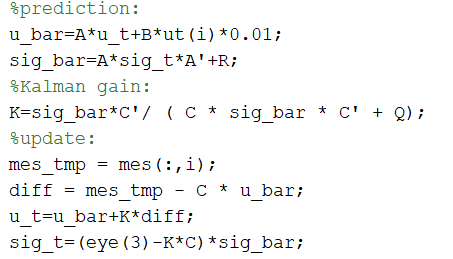 %prediction:
u_bar=A*u_t+B*ut(i)*0.01;
sig_bar=A*sig_t*A'+R;
%Kalman gain:
K=sig_bar*C'/ ( C * sig_bar * C' + Q);
%update:
mes_tmp = mes(:,i);
diff = mes_tmp - C * u_bar;
u_t=u_bar+K*diff;
sig_t=(eye(3)-K*C)*sig_bar;